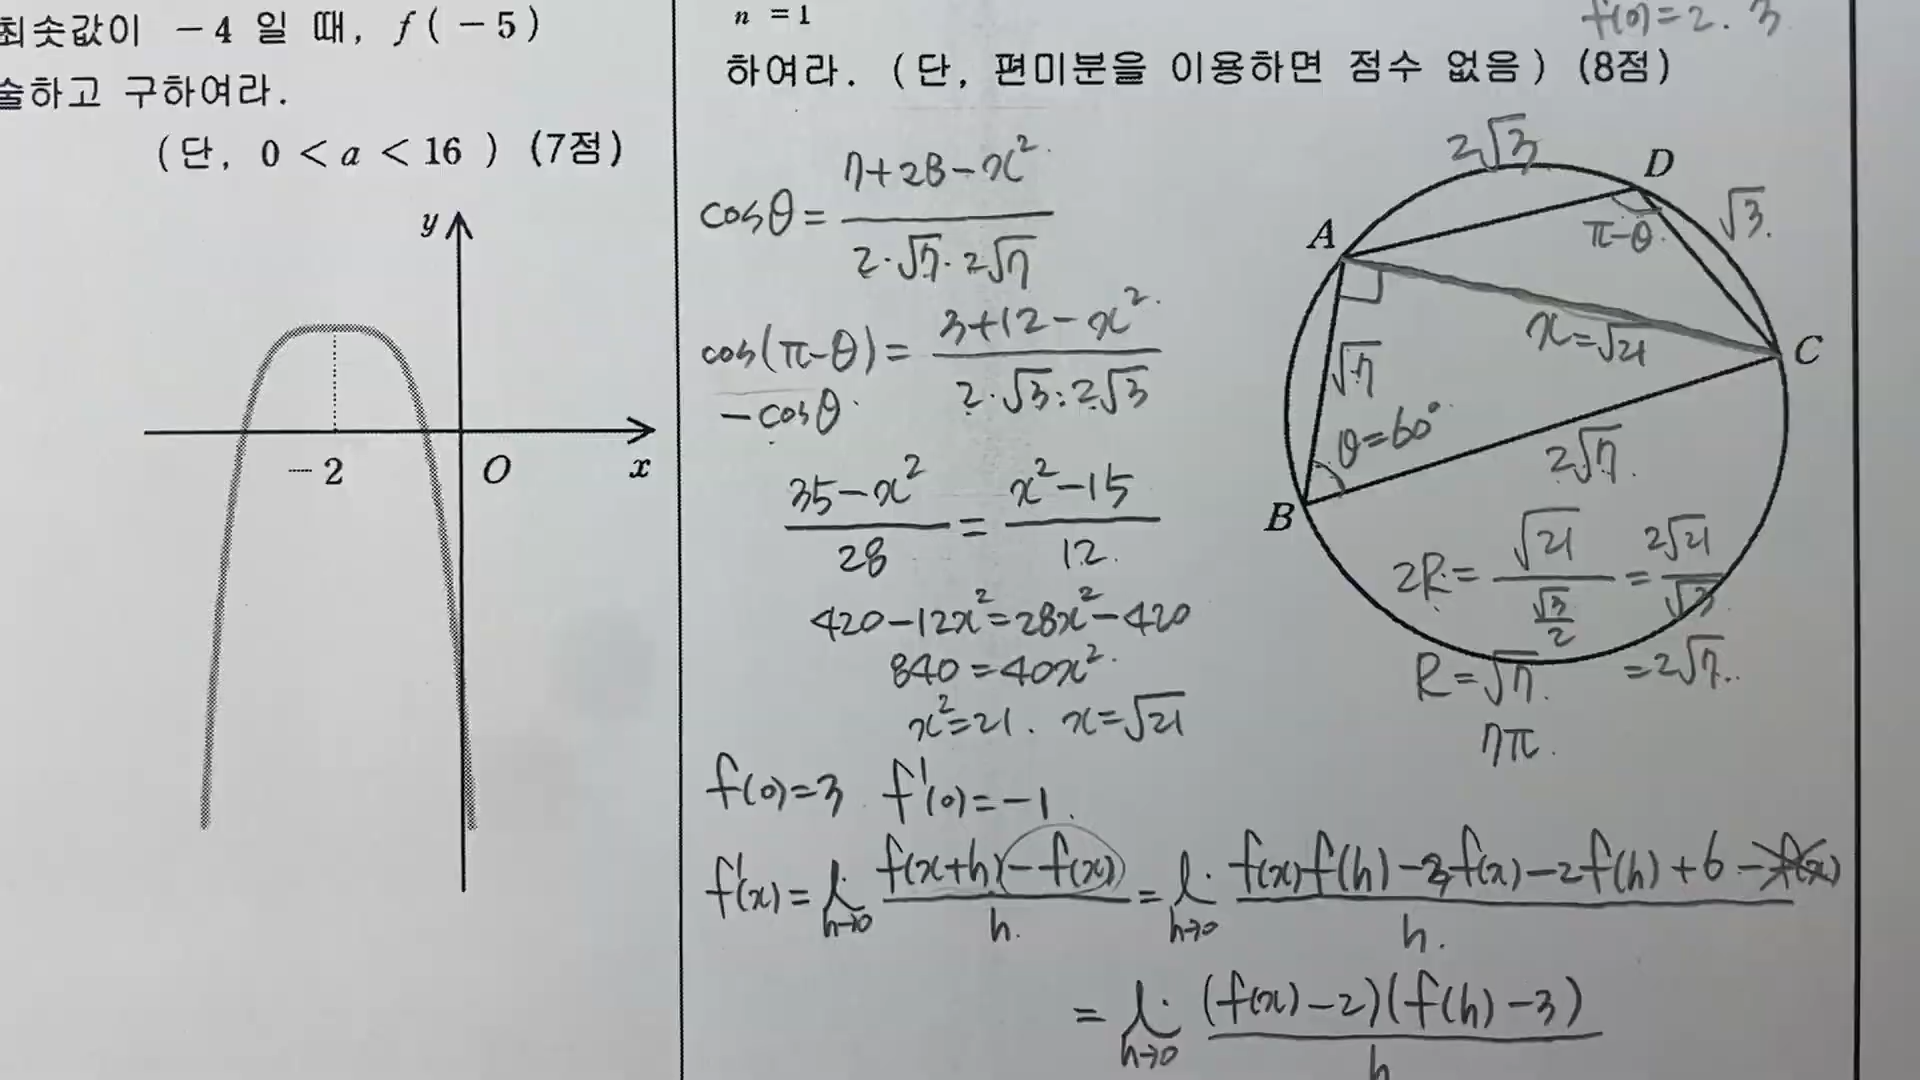 최솟값이 -4 일 때, f(-5)
술하고 구하여라.
(단, 0 < a < 16 ) (7점)
y
-2
O
x
n = 1
f(0)=2. 3
하여라. (단, 편미분을 이용하면 점수 없음) (8점)
cosθ = (7+28-x²) / (2·√7·2√7)
cos(π-θ) = (3+12-x²) / (2·√3·2√3)
-cosθ
(35-x²)/28 = (x²-15)/12
420-12x²=28x²-420
840=40x²
x²=21. x=√21
2√3
D
√3.
π-θ
A
x=√21
C
√7
θ=60°
2√7
B
2R = √21 / (√3/2) = 2√21/√3
=2√7.
R=√7.
7π.
f(0)=3 f'(0)=-1.
f'(x) = lim h→0 (f(x+h)-f(x)) / h = lim h→0 (f(x)f(h)-3f(x)-2f(h)+6-f(x)) / h.
= lim h→0 (f(x)-2)(f(h)-3) / h